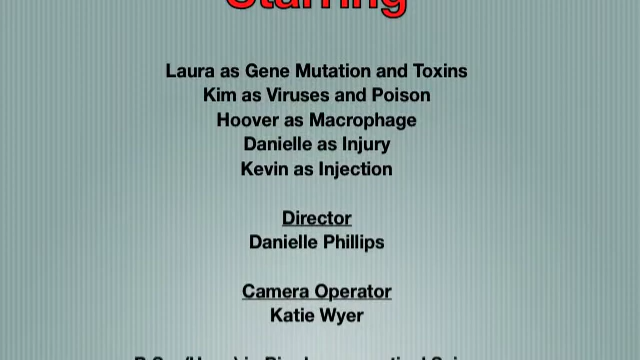 Starring
Laura as Gene Mutation and Toxins
Kim as Viruses and Poison
Hoover as Macrophage
Danielle as Injury
Kevin as Injection
Director
Danielle Phillips
Camera Operator
Katie Wyer